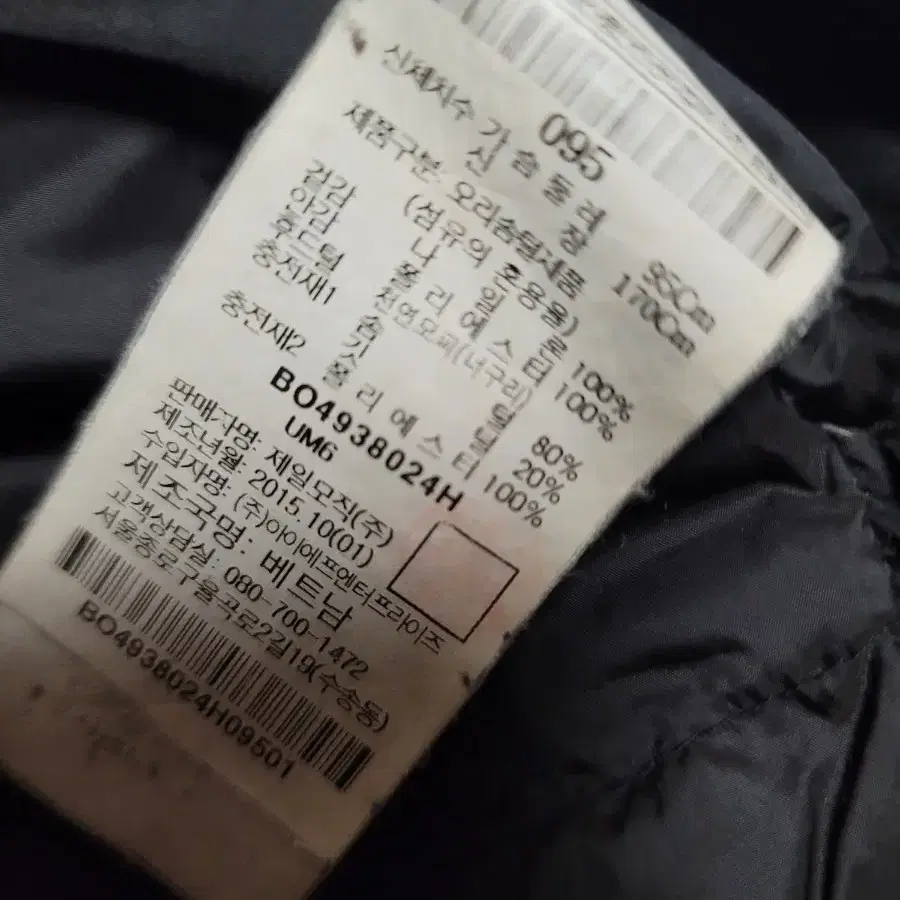 095
신체치수 가슴둘레 95Cm
신장 170Cm
제품구분. 오리솜털제품
(섬유의 혼용율)
겉감 나일론 100%
안감 폴리에스터 100%
후드털 천연모피(너구리)
충전재1 솜털 80%
깃털 20%
충전재2 폴리에스터 100%
BO4938024H
UM6
판매자명: 제일모직(주)
제조년월: 2015.10(01)
수입자명: (주)아이에프엔터프라이즈
제조국명: 베트남
고객상담실: 080-700-1472
서울종로구율곡로2길19(수송동)
BO4938024H09501